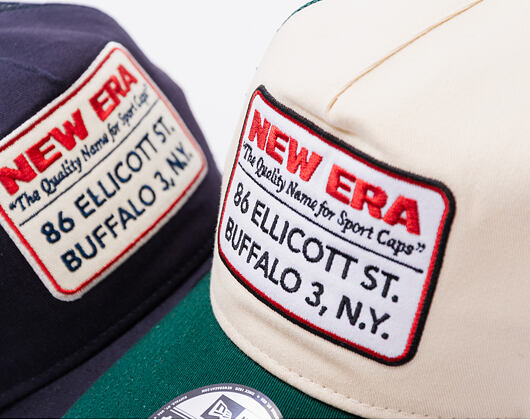 NEW ERA
"The Quality Name for Sport Caps"
86 ELLICOTT ST.
BUFFALO 3, N.Y.
NEW ERA
"The Quality Name for Sport Caps"
86 ELLICOTT ST.
BUFFALO 3, N.Y.